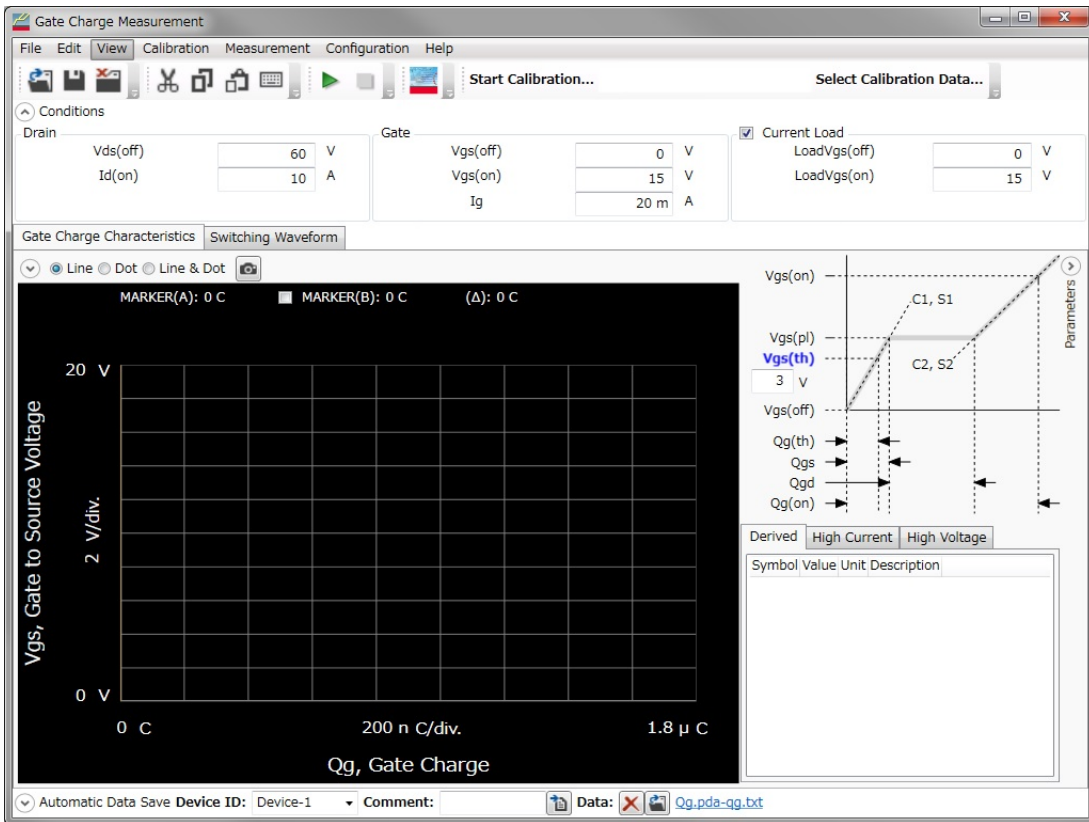 Gate Charge Measurement
File Edit View Calibration Measurement Configuration Help
Start Calibration... Select Calibration Data...
Conditions
Drain Gate Current Load
Vds(off) 60 V Vgs(off) 0 V LoadVgs(off) 0 V
Id(on) 10 A Vgs(on) 15 V LoadVgs(on) 15 V
Ig 20 m A
Gate Charge Characteristics Switching Waveform
Line Dot Line & Dot
MARKER(A): 0 C MARKER(B): 0 C (Δ): 0 C
20 V
Vgs, Gate to Source Voltage
2 V/div.
0 V
0 C 200 n C/div. 1.8 µ C
Qg, Gate Charge
Parameters
Vgs(on)
C1, S1
Vgs(pl)
Vgs(th)
C2, S2
3 V
Vgs(off)
Qg(th)
Qgs
Qgd
Qg(on)
Derived High Current High Voltage
Symbol Value Unit Description
Automatic Data Save Device ID: Device-1 Comment: Data: Qg.pda-qg.txt